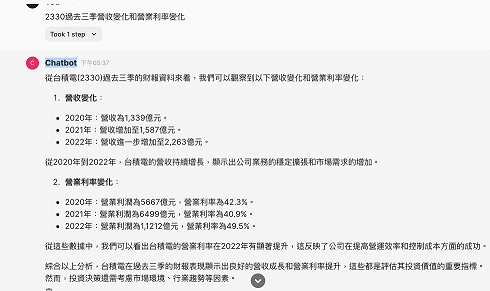 2330過去三季營收變化和營業利率變化
Took 1 step
C
Chatbot 下午05:37
從台積電(2330)過去三季的財報資料來看，我們可以觀察到以下營收變化和營業利率變化：
1. 營收變化：
• 2020年：營收為1,339億元。
• 2021年：營收增加至1,587億元。
• 2022年：營收進一步增加至2,263億元。
從2020年到2022年，台積電的營收持續增長，顯示出公司業務的穩定擴張和市場需求的增加。
2. 營業利率變化：
• 2020年：營業利潤為5667億元，營業利率為42.3%。
• 2021年：營業利潤為6499億元，營業利率為40.9%。
• 2022年：營業利潤為1,1212億元，營業利率為49.5%。
從這些數據中，我們可以看出台積電的營業利率在2022年有顯著提升，這反映了公司在提高營運效率和控制成本方面的成功。
綜合以上分析，台積電在過去三季的財報表現顯示出良好的營收成長和營業利率提升，這些都是評估其投資價值的重要指標。
然而，投資決策還需考慮市場環境、行業趨勢等因素。